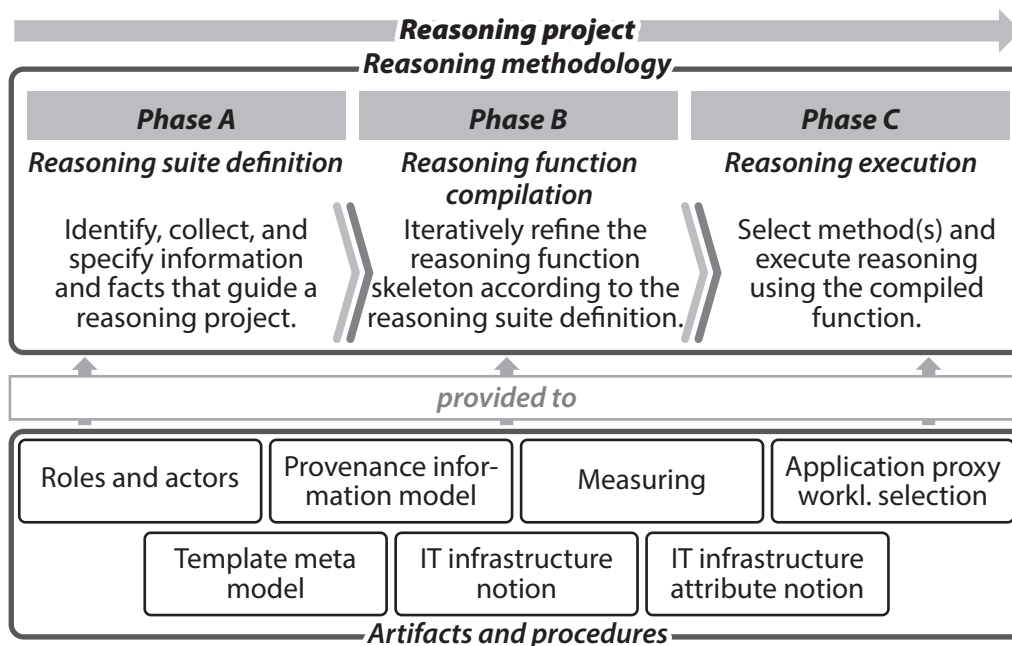 Reasoning project
Reasoning methodology
Phase A
Reasoning suite definition
Identify, collect, and
specify information
and facts that guide a
reasoning project.
Phase B
Reasoning function
compilation
Iteratively refine the
reasoning function
skeleton according to the
reasoning suite definition.
Phase C
Reasoning execution
Select method(s) and
execute reasoning
using the compiled
function.
provided to
Roles and actors
Provenance infor-
mation model
Measuring
Application proxy
workl. selection
Template meta
model
IT infrastructure
notion
IT infrastructure
attribute notion
Artifacts and procedures